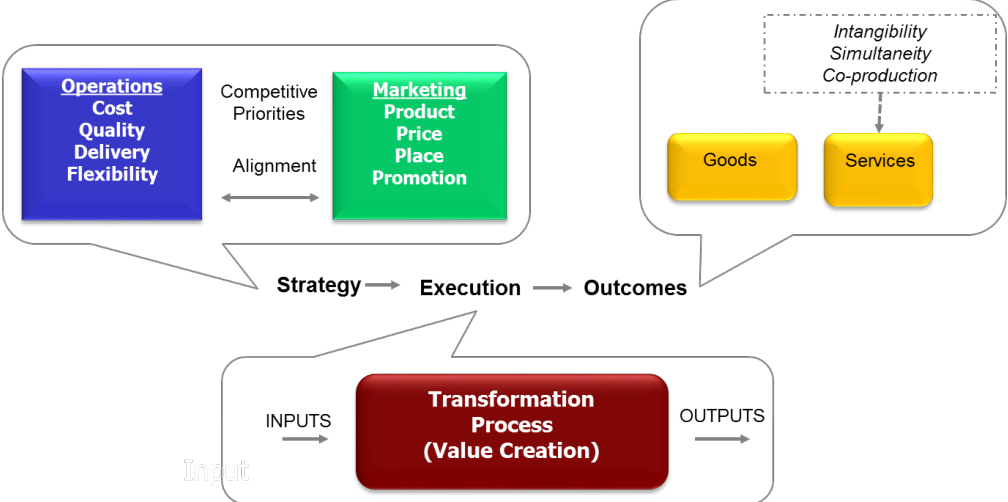 Operations
Cost
Quality
Delivery
Flexibility
Competitive
Priorities
Alignment
Marketing
Product
Price
Place
Promotion
Intangibility
Simultaneity
Co-production
Goods
Services
Strategy
Execution
Outcomes
INPUTS
Transformation
Process
(Value Creation)
OUTPUTS
Input